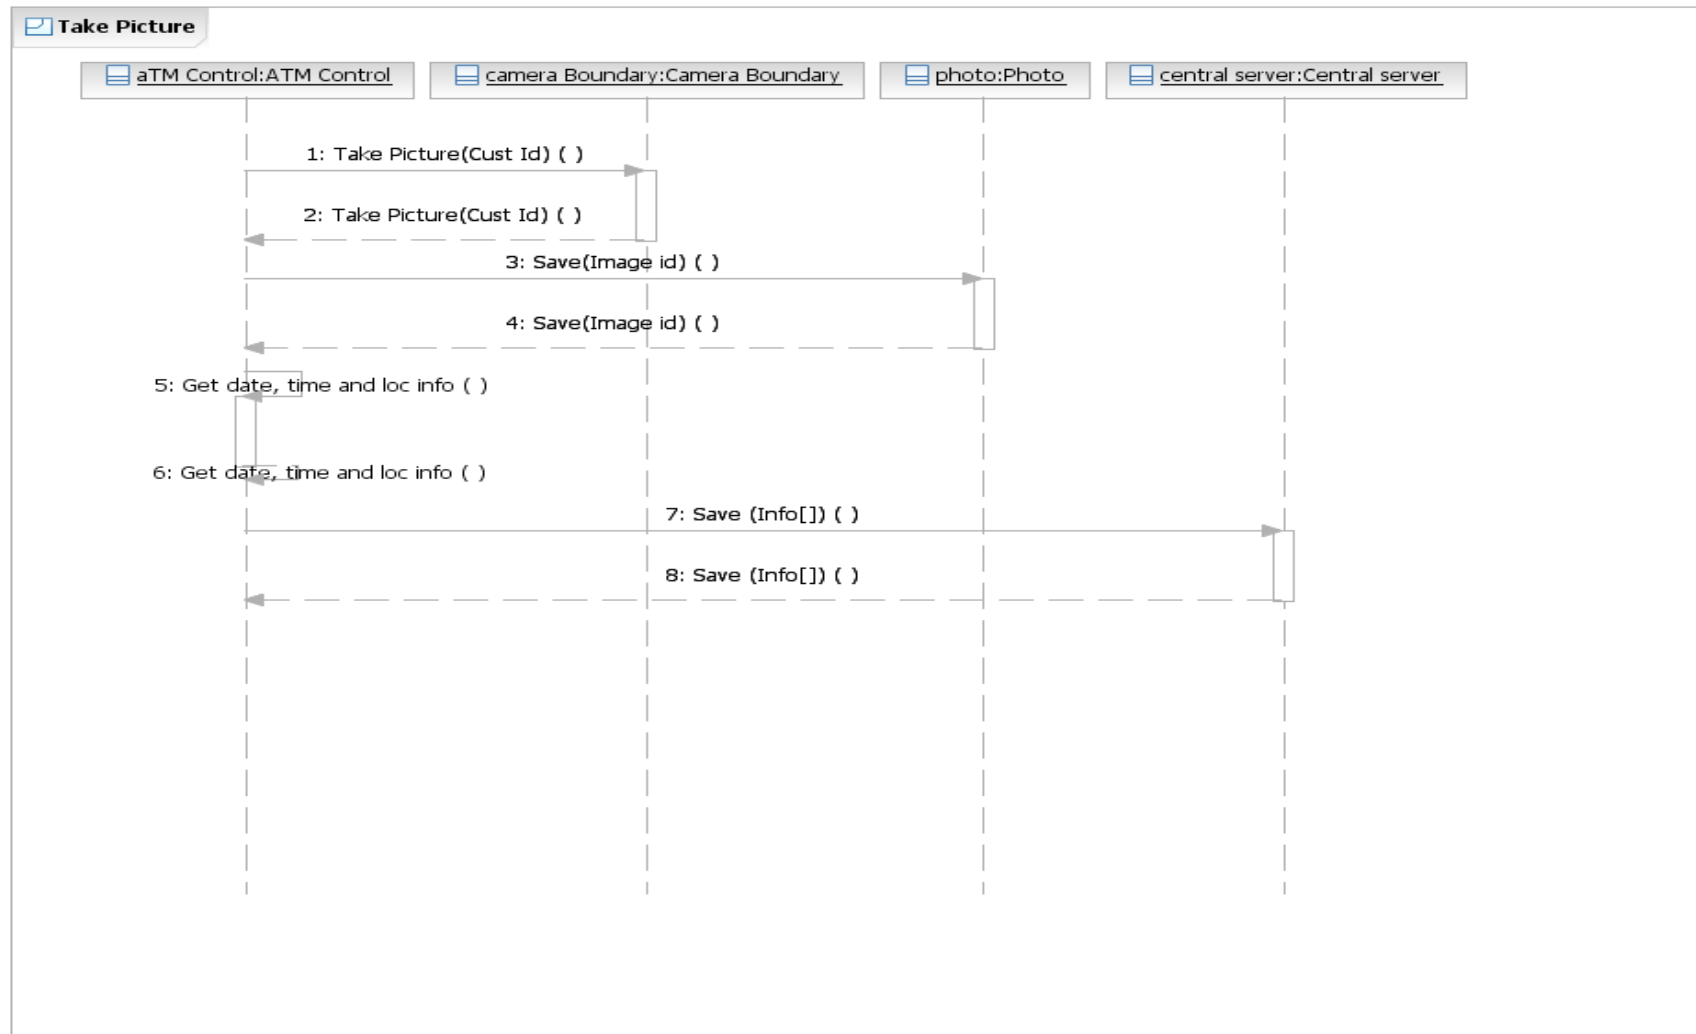 Take Picture
aTM Control:ATM Control
camera Boundary:Camera Boundary
photo:Photo
central server:Central server
1: Take Picture(Cust Id) ( )
2: Take Picture(Cust Id) ( )
3: Save(Image id) ( )
4: Save(Image id) ( )
5: Get date, time and loc info ( )
6: Get date, time and loc info ( )
7: Save (Info[]) ( )
8: Save (Info[]) ( )